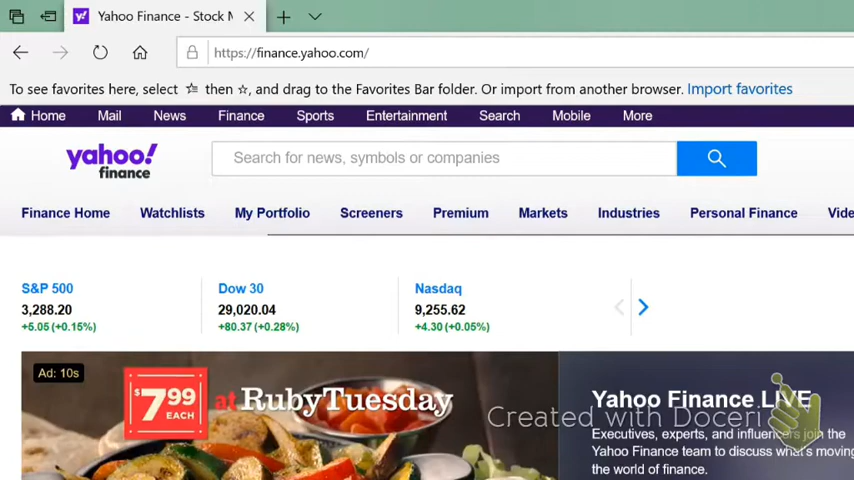 Yahoo Finance - Stock M
https://finance.yahoo.com/
To see favorites here, select then , and drag to the Favorites Bar folder. Or import from another browser. Import favorites
Home Mail News Finance Sports Entertainment Search Mobile More
yahoo!
finance
Search for news, symbols or companies
Finance Home Watchlists My Portfolio Screeners Premium Markets Industries Personal Finance Vide
S&P 500 Dow 30 Nasdaq
3,288.20 29,020.04 9,255.62
+5.05 (+0.15%) +80.37 (+0.28%) +4.30 (+0.05%)
Ad: 10s
$7.99 EACH at RubyTuesday
Yahoo Finance LIVE
Created with Doceri
Executives, experts, and influencers join the
Yahoo Finance team to discuss what's moving
the world of finance.